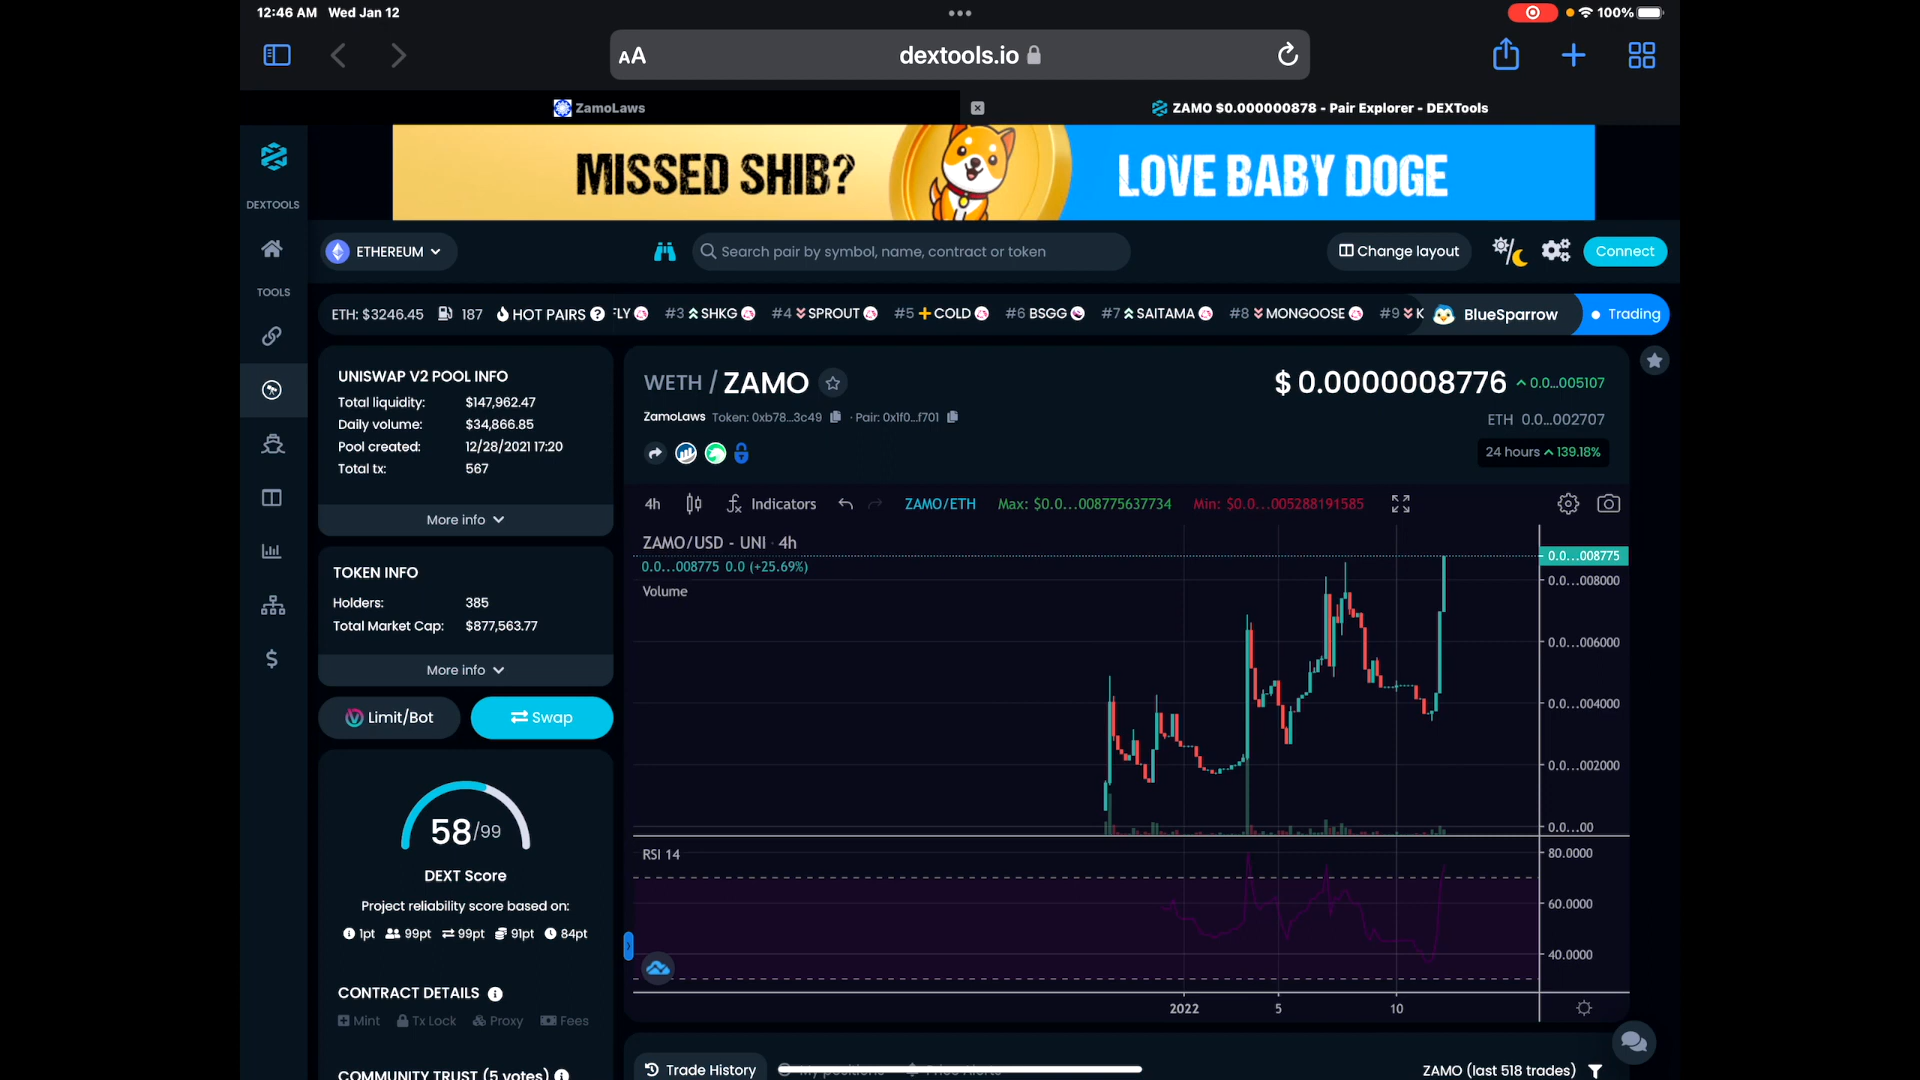 12:46 AM Wed Jan 12
100%
AA
dextools.io
ZamoLaws
ZAMO $0.000000878 - Pair Explorer - DEXTools
MISSED SHIB?
LOVE BABY DOGE
DEXTOOLS
ETHEREUM
Search pair by symbol, name, contract or token
Change layout
Connect
TOOLS
ETH: $3246.45
187
HOT PAIRS
FLY
#3 SHKG
#4 SPROUT
#5 COLD
#6 BSGG
#7 SAITAMA
#8 MONGOOSE
#9 K
BlueSparrow
Trading
UNISWAP V2 POOL INFO
Total liquidity: $147,962.47
Daily volume: $34,866.85
Pool created: 12/28/2021 17:20
Total tx: 567
More info
TOKEN INFO
Holders: 385
Total Market Cap: $877,563.77
More info
Limit/Bot
Swap
58/99
DEXT Score
Project reliability score based on:
1pt 99pt 99pt 91pt 84pt
CONTRACT DETAILS
Mint Tx Lock Proxy Fees
COMMUNITY TRUST (5 votes)
WETH / ZAMO
ZamoLaws Token: 0xb78...3c49 · Pair: 0x1f0...f701
$ 0.0000008776
0.0...005107
ETH 0.0...002707
24 hours 139.18%
4h
Indicators
ZAMO/ETH
Max: $0.0...008775637734
Min: $0.0...005288191585
ZAMO/USD - UNI · 4h
0.0...008775 0.0 (+25.69%)
Volume
0.0...008775
0.0...008000
0.0...006000
0.0...004000
0.0...002000
0.0...00
RSI 14
80.0000
60.0000
40.0000
2022
5
10
Trade History
My positions
Price Alerts
ZAMO (last 518 trades)